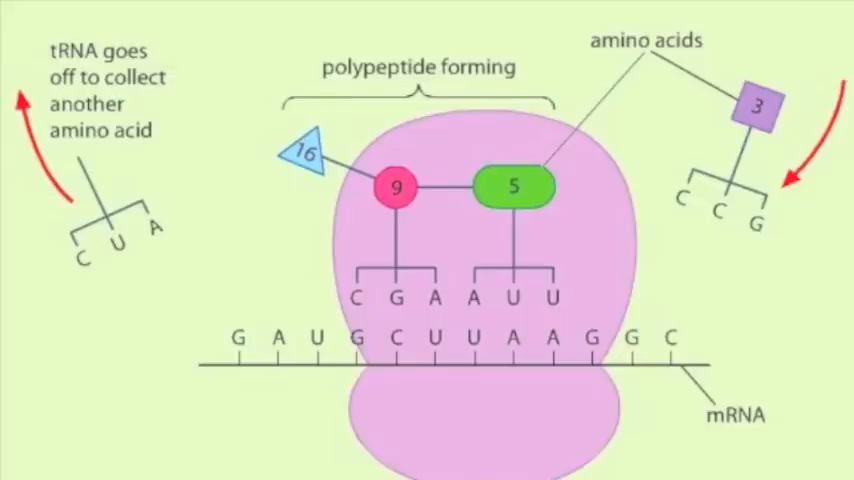 tRNA goes
off to collect
another
amino acid
polypeptide forming
amino acids
16
9
5
3
C U A
C G A A U U
C C G
G A U G C U U A A G G C
mRNA